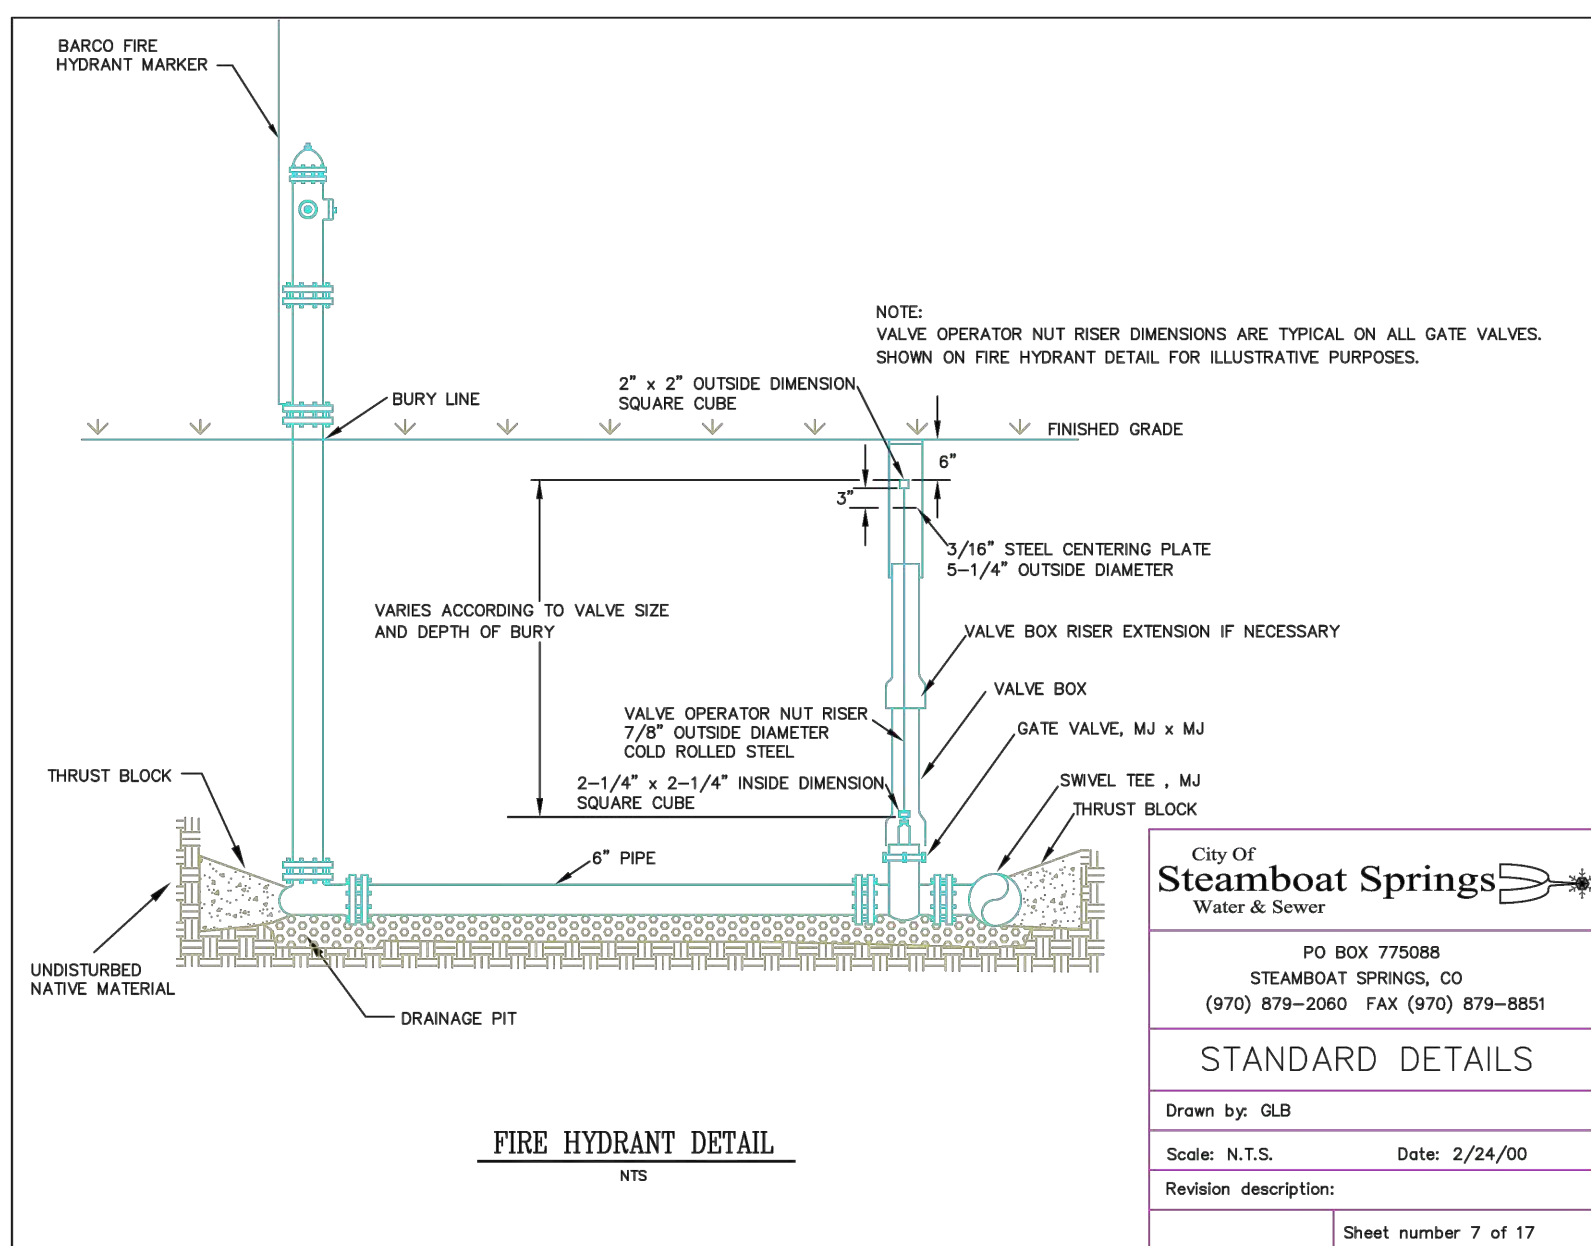 BARCO FIRE
HYDRANT MARKER
NOTE:
VALVE OPERATOR NUT RISER DIMENSIONS ARE TYPICAL ON ALL GATE VALVES.
SHOWN ON FIRE HYDRANT DETAIL FOR ILLUSTRATIVE PURPOSES.
2" x 2" OUTSIDE DIMENSION
SQUARE CUBE
BURY LINE
FINISHED GRADE
6"
3"
3/16" STEEL CENTERING PLATE
5-1/4" OUTSIDE DIAMETER
VARIES ACCORDING TO VALVE SIZE
AND DEPTH OF BURY
VALVE BOX RISER EXTENSION IF NECESSARY
VALVE BOX
VALVE OPERATOR NUT RISER
7/8" OUTSIDE DIAMETER
COLD ROLLED STEEL
GATE VALVE, MJ x MJ
THRUST BLOCK
2-1/4" x 2-1/4" INSIDE DIMENSION
SQUARE CUBE
SWIVEL TEE , MJ
THRUST BLOCK
6" PIPE
UNDISTURBED
NATIVE MATERIAL
DRAINAGE PIT
FIRE HYDRANT DETAIL
NTS
City Of
Steamboat Springs
Water & Sewer
PO BOX 775088
STEAMBOAT SPRINGS, CO
(970) 879-2060 FAX (970) 879-8851
STANDARD DETAILS
Drawn by: GLB
Scale: N.T.S. Date: 2/24/00
Revision description:
Sheet number 7 of 17